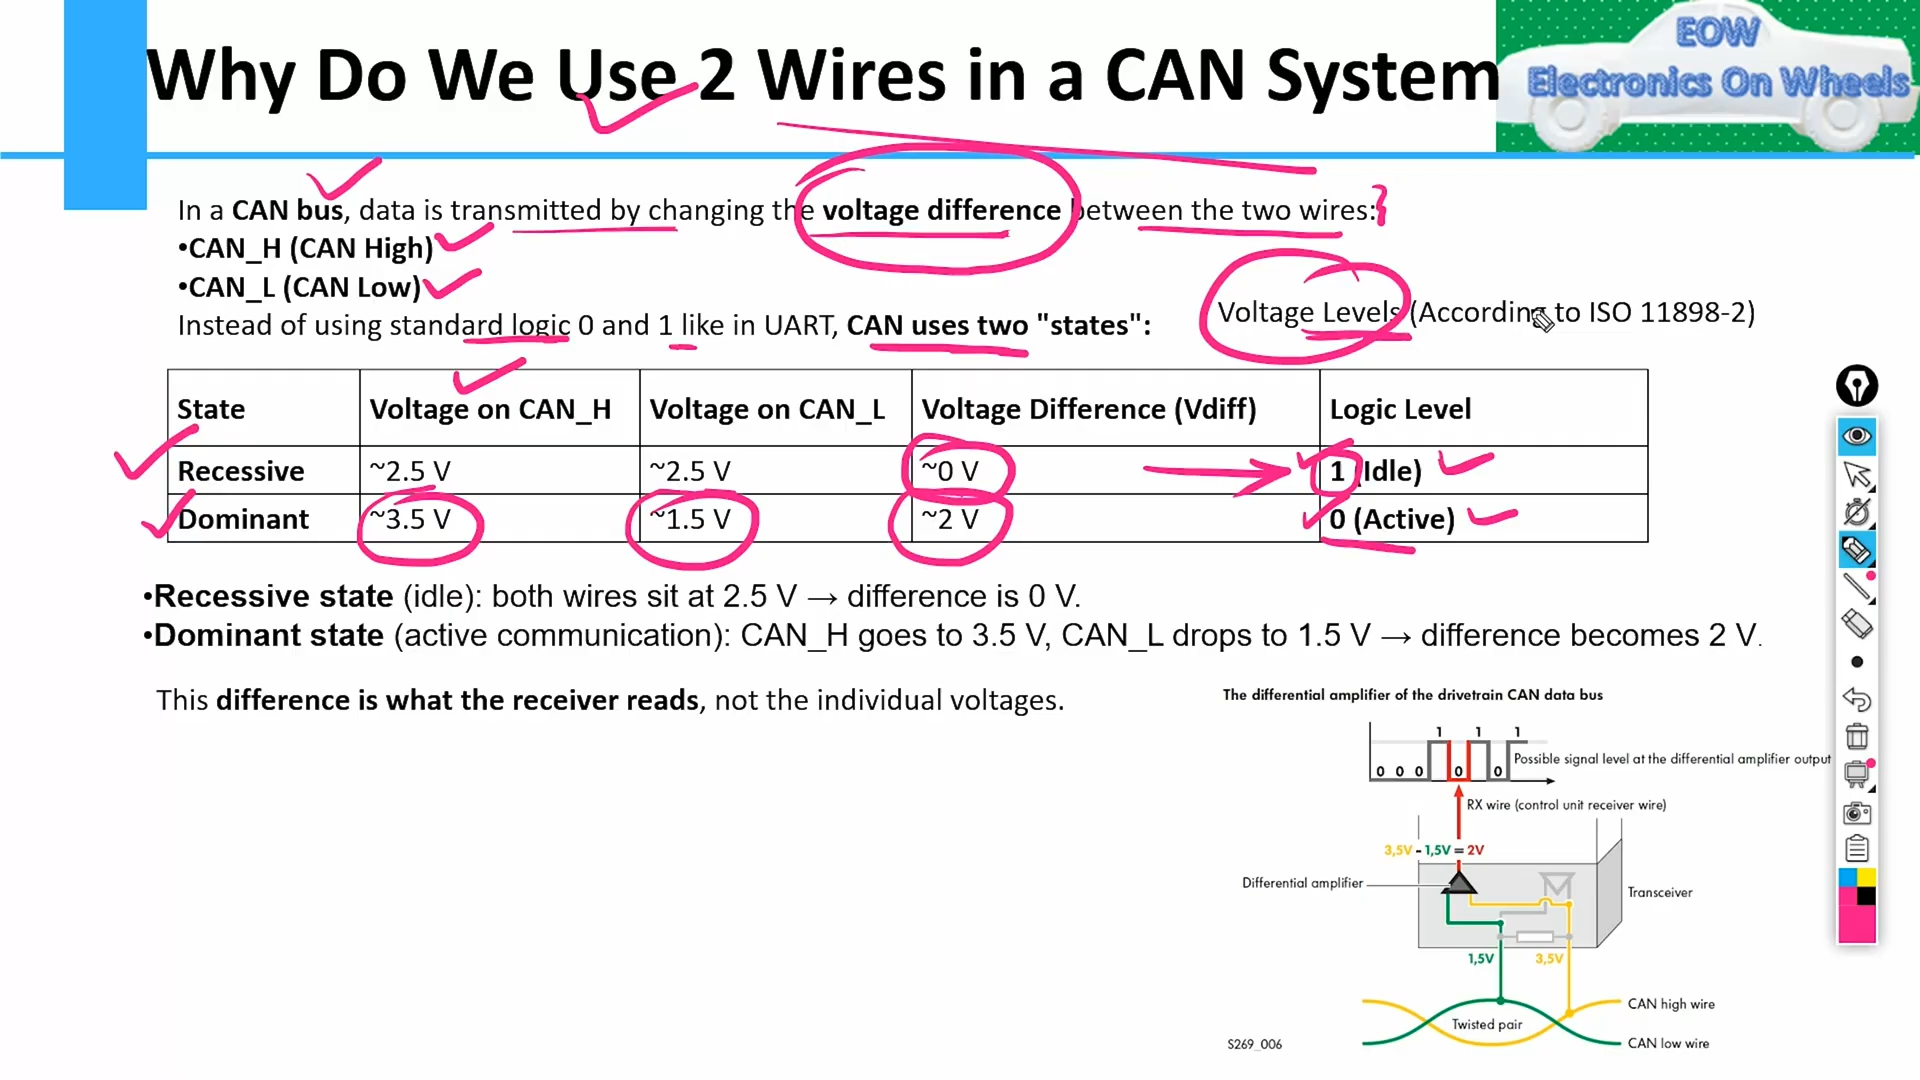 Why Do We Use 2 Wires in a CAN System
EOW
Electronics On Wheels
In a CAN bus, data is transmitted by changing the voltage difference between the two wires:
•CAN_H (CAN High)
•CAN_L (CAN Low)
Voltage Levels (According to ISO 11898-2)
Instead of using standard logic 0 and 1 like in UART, CAN uses two "states":
State Voltage on CAN_H Voltage on CAN_L Voltage Difference (Vdiff) Logic Level
Recessive ~2.5 V ~2.5 V ~0 V 1 (Idle)
Dominant ~3.5 V ~1.5 V ~2 V 0 (Active)
•Recessive state (idle): both wires sit at 2.5 V → difference is 0 V.
•Dominant state (active communication): CAN_H goes to 3.5 V, CAN_L drops to 1.5 V → difference becomes 2 V.
This difference is what the receiver reads, not the individual voltages.
The differential amplifier of the drivetrain CAN data bus
1 1 1
Possible signal level at the differential amplifier output
0 0 0 0 0
RX wire (control unit receiver wire)
3,5V - 1,5V = 2V
Differential amplifier
Transceiver
1,5V 3,5V
CAN high wire
Twisted pair
S269_006
CAN low wire